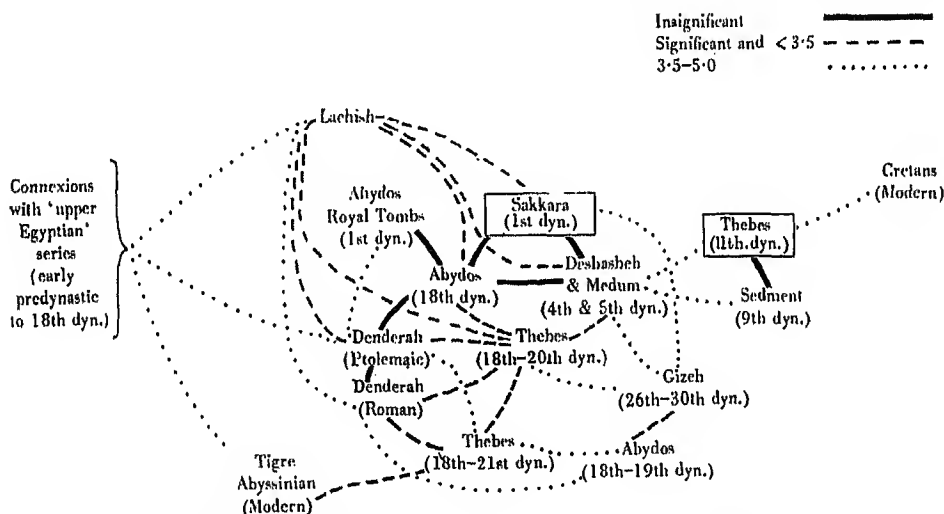 Insignificant
Significant and < 3·5
3·5–5·0
Lachish
Connexions
with 'upper
Egyptian'
series
(early
predynastic
to 18th dyn.)
Abydos
Royal Tombs
(1st dyn.)
Sakkara
(1st dyn.)
Cretans
(Modern)
Thebes
(11th. dyn.)
Abydos
(18th dyn.)
Deshasheh
& Medum
(4th & 5th dyn.)
Sedment
(9th dyn.)
Denderah
(Ptolemaic)
Thebes
(18th–20th dyn.)
Denderah
(Roman)
Gizeh
(26th–30th dyn.)
Thebes
(18th–21st dyn.)
Abydos
(18th–19th dyn.)
Tigre
Abyssinian
(Modern)